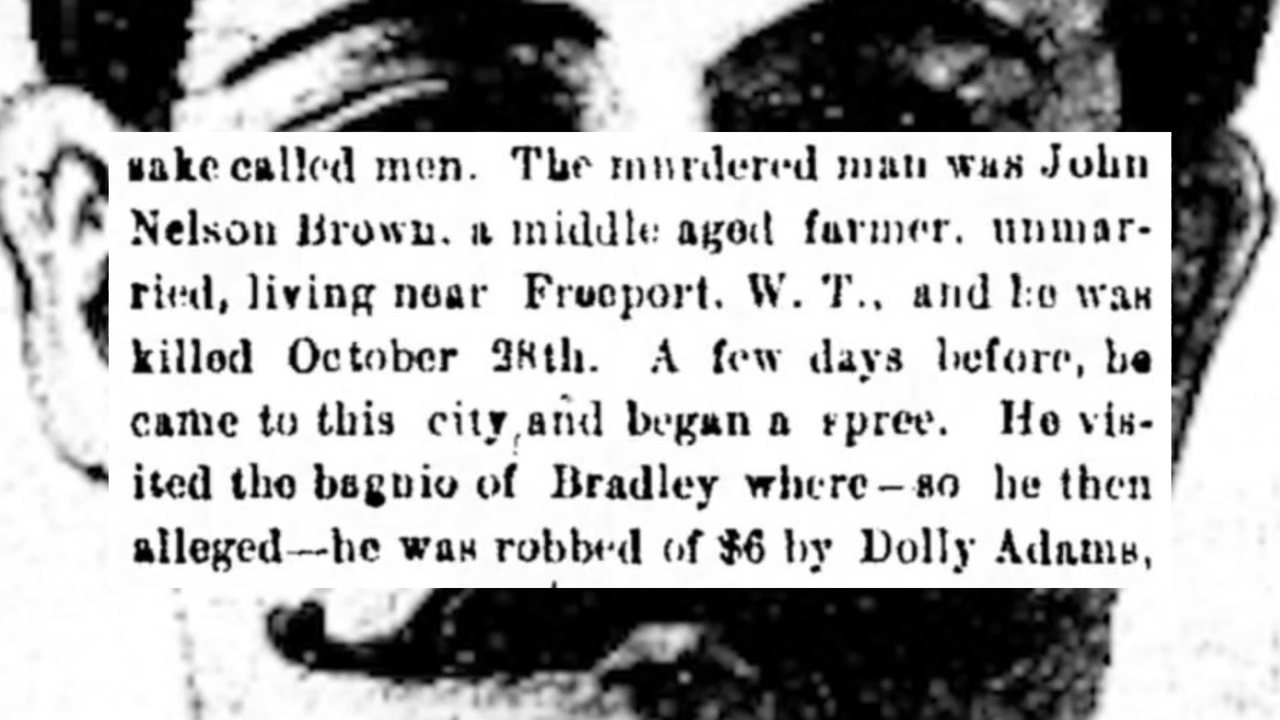 sake called men. The murdered man was John
Nelson Brown, a middle aged farmer, unmar-
ried, living near Freeport, W. T., and he was
killed October 28th. A few days before, he
came to this city, and began a spree. He vis-
ited the bagnio of Bradley where—so he then
alleged—he was robbed of $6 by Dolly Adams,